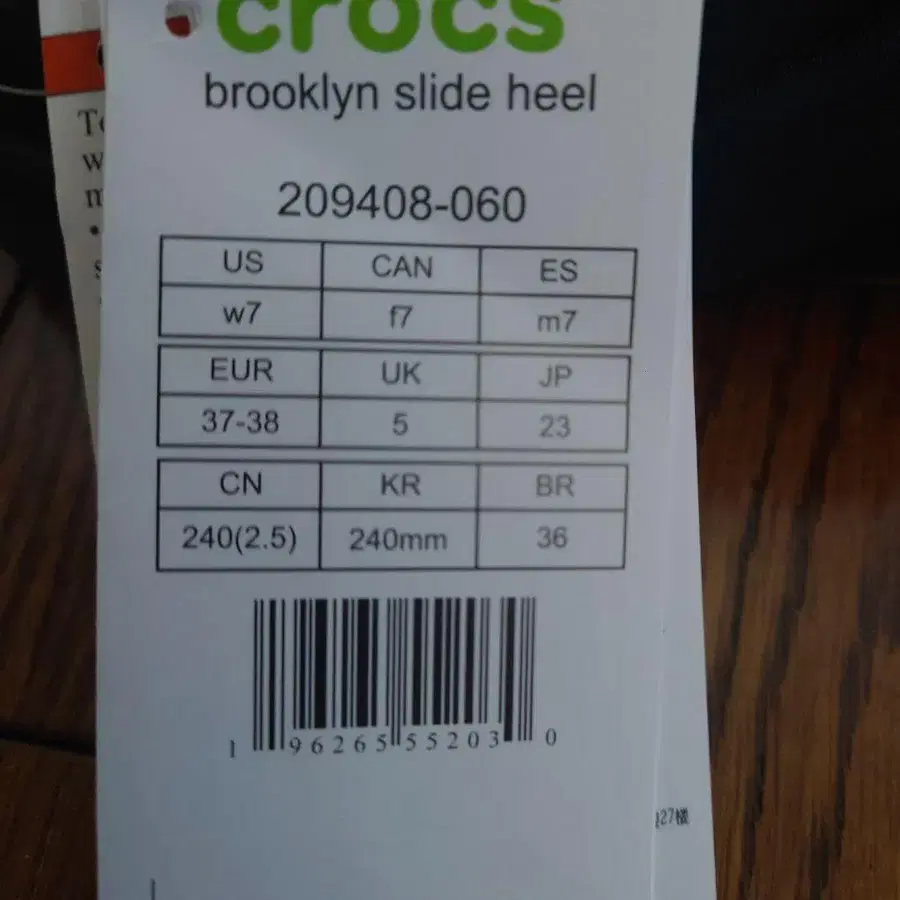 crocs
brooklyn slide heel
209408-060
US CAN ES
w7 f7 m7
EUR UK JP
37-38 5 23
CN KR BR
240(2.5) 240mm 36
1 96265 55203 0